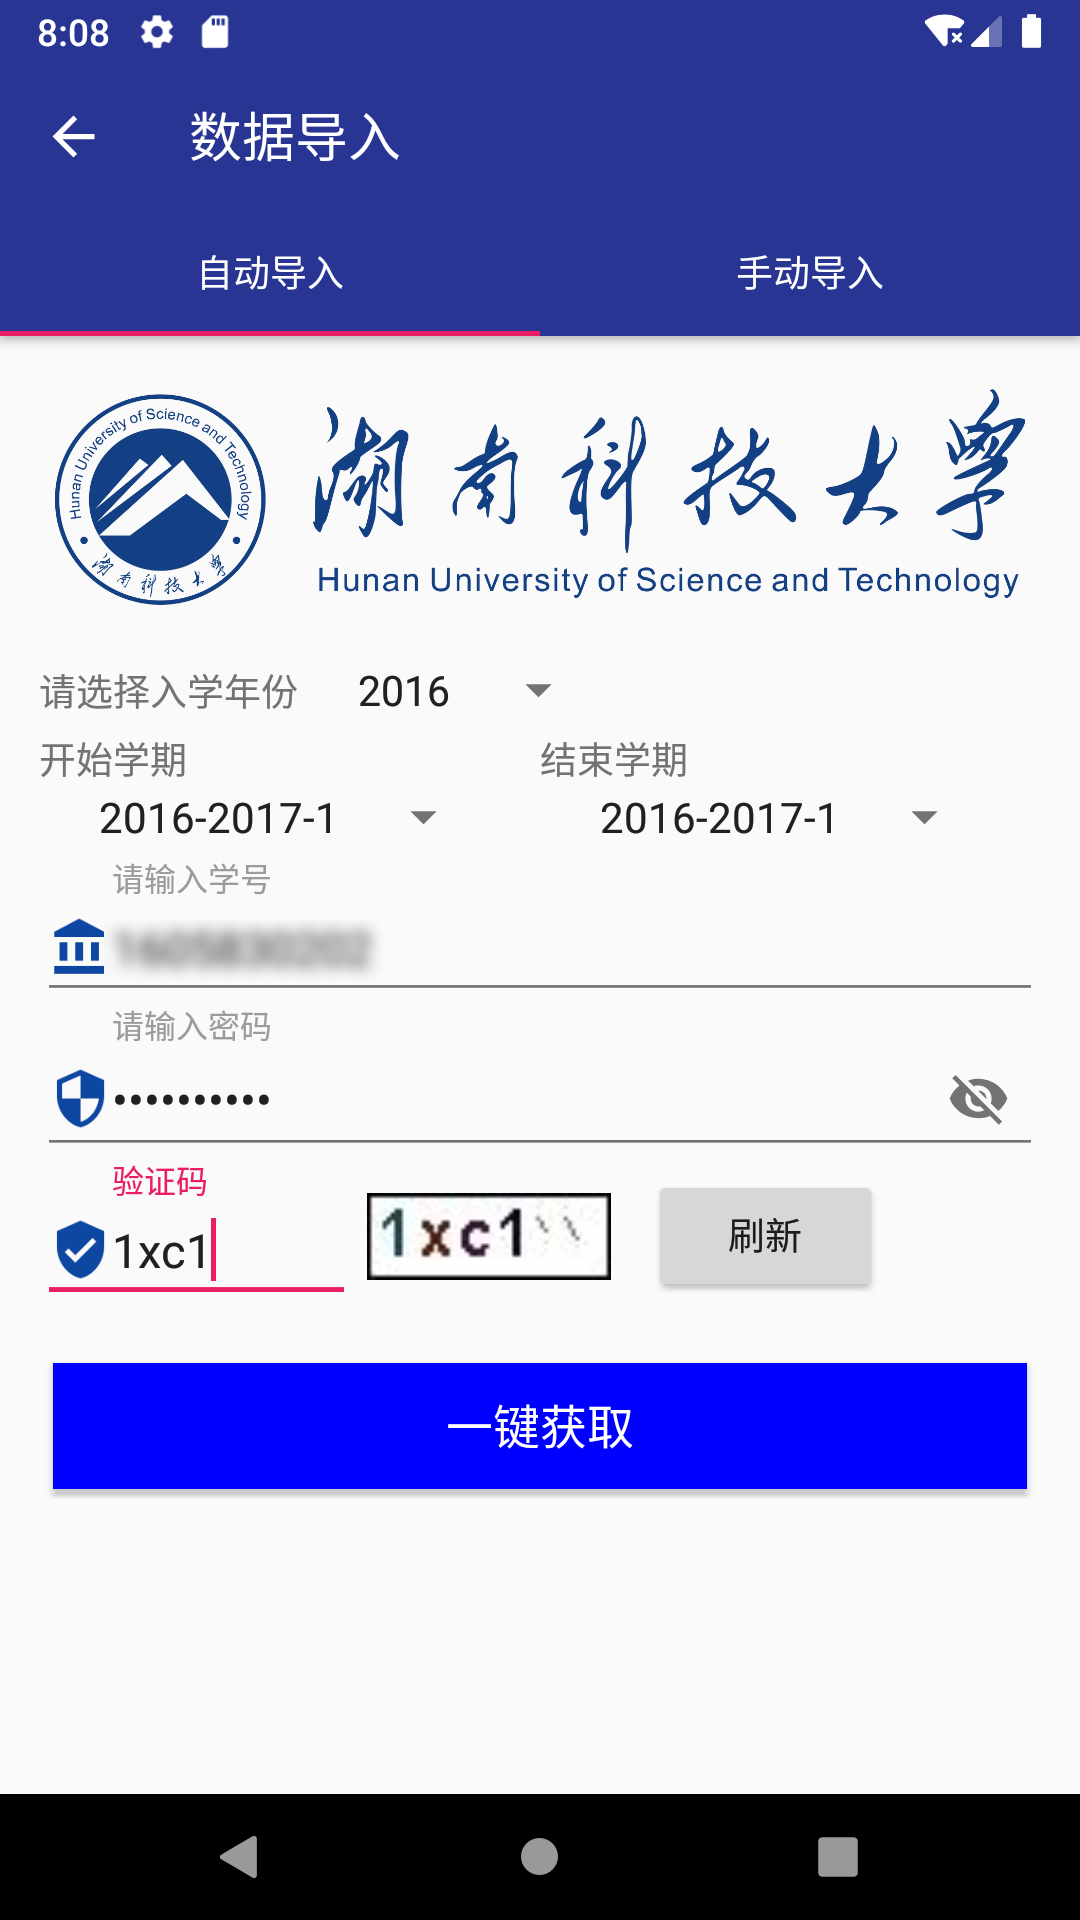 8:08
数据导入
自动导入
手动导入
Hunan University of Science and Technology
湖南科技大学
湖南科技大学
Hunan University of Science and Technology
请选择入学年份
2016
开始学期
结束学期
2016-2017-1
2016-2017-1
请输入学号
请输入密码
••••••••••
验证码
1xc1
1xc1
刷新
一键获取